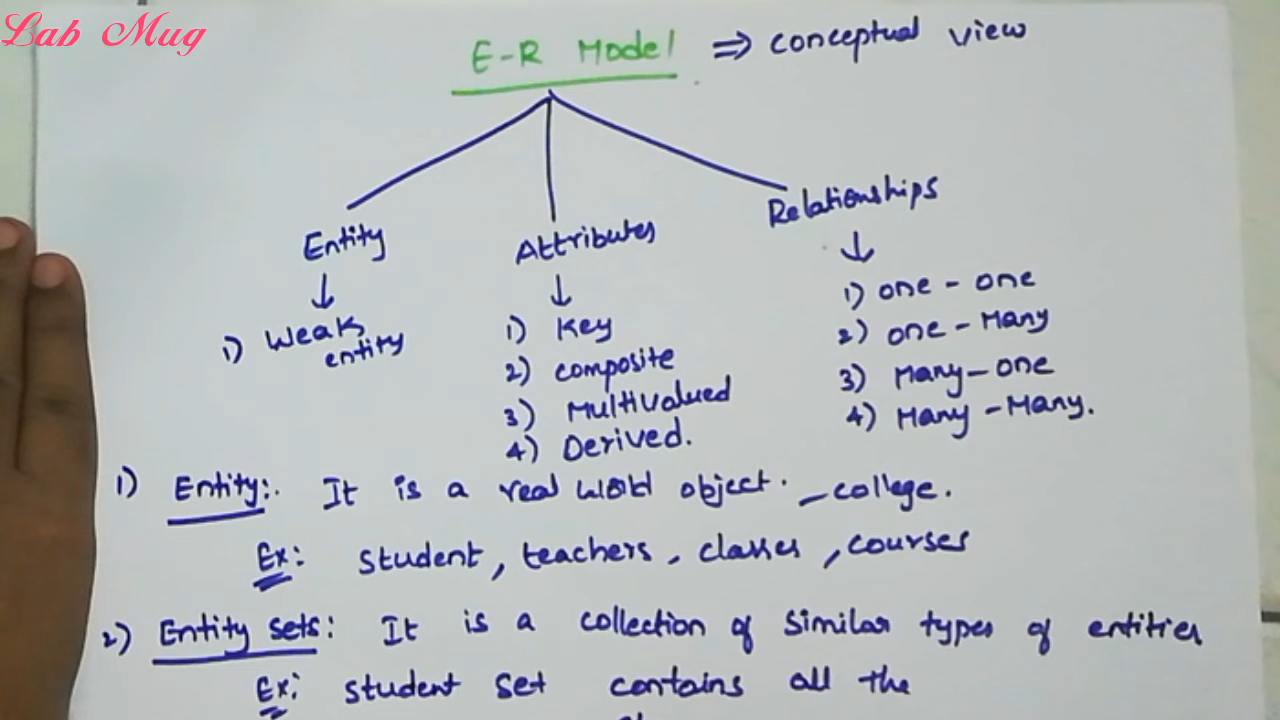 Lab Mug
E-R Model ⇒ conceptual view
Entity
Attributes
Relationships
↓
↓
↓
1) Weak
entity
1) Key
2) composite
3) Multivalued
4) Derived.
1) one - one
2) one - Many
3) Many - one
4) Many - Many.
1) Entity:. It is a real world object. - college.
Ex: student, teachers, classes, courses
2) Entity sets: It is a collection of similar types of entities
Ex: student set contains all the